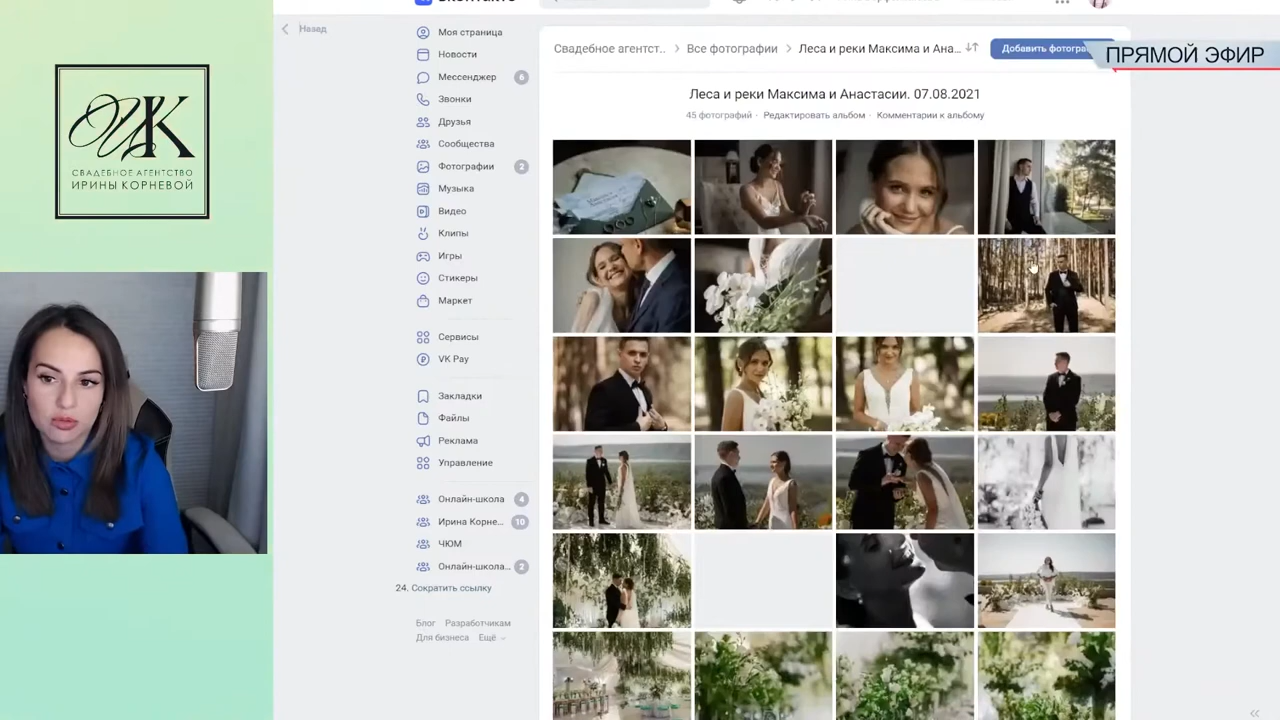 Назад
ИК
СВАДЕБНОЕ АГЕНТСТВО
ИРИНЫ КОРНЕВОЙ
Моя страница
Новости
Мессенджер 6
Звонки
Друзья
Сообщества
Фотографии 2
Музыка
Видео
Клипы
Игры
Стикеры
Маркет
Сервисы
VK Pay
Закладки
Файлы
Реклама
Управление
Онлайн-школа 4
Ирина Корне... 10
ЧЮМ
Онлайн-школа... 2
24. Сократить ссылку
Блог Разработчикам
Для бизнеса Ещё
Свадебное агентст.. Все фотографии Леса и реки Максима и Ана...
ПРЯМОЙ ЭФИР
Леса и реки Максима и Анастасии. 07.08.2021
45 фотографий · Редактировать альбом · Комментарии к альбому